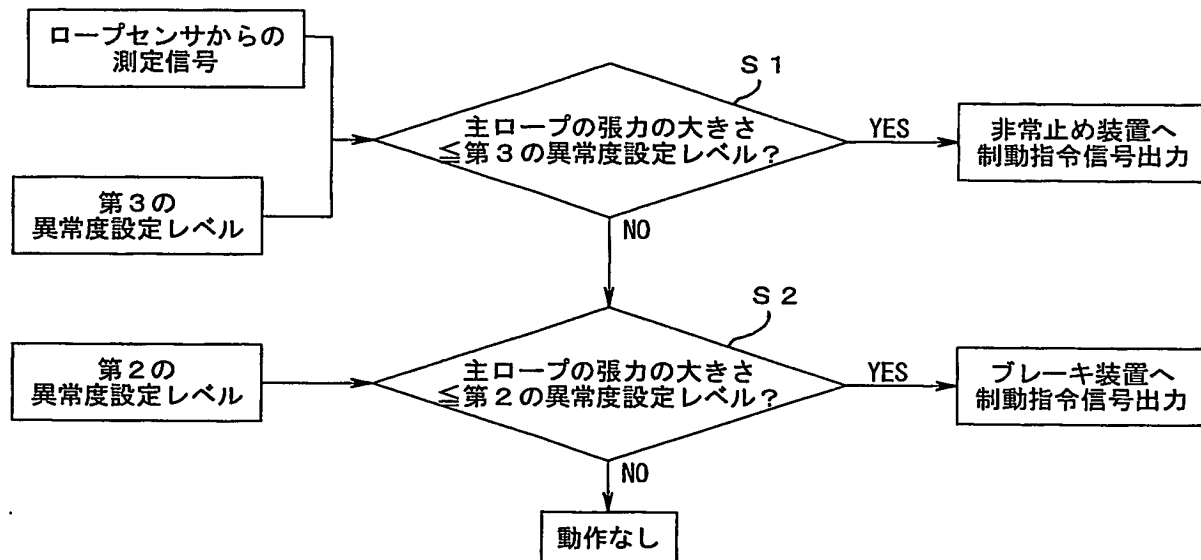 ロープセンサからの
測定信号
S1
主ロープの張力の大きさ
≦第3の異常度設定レベル？
YES
非常止め装置へ
制動指令信号出力
第3の
異常度設定レベル
NO
S2
第2の
異常度設定レベル
主ロープの張力の大きさ
≦第2の異常度設定レベル？
YES
ブレーキ装置へ
制動指令信号出力
NO
動作なし